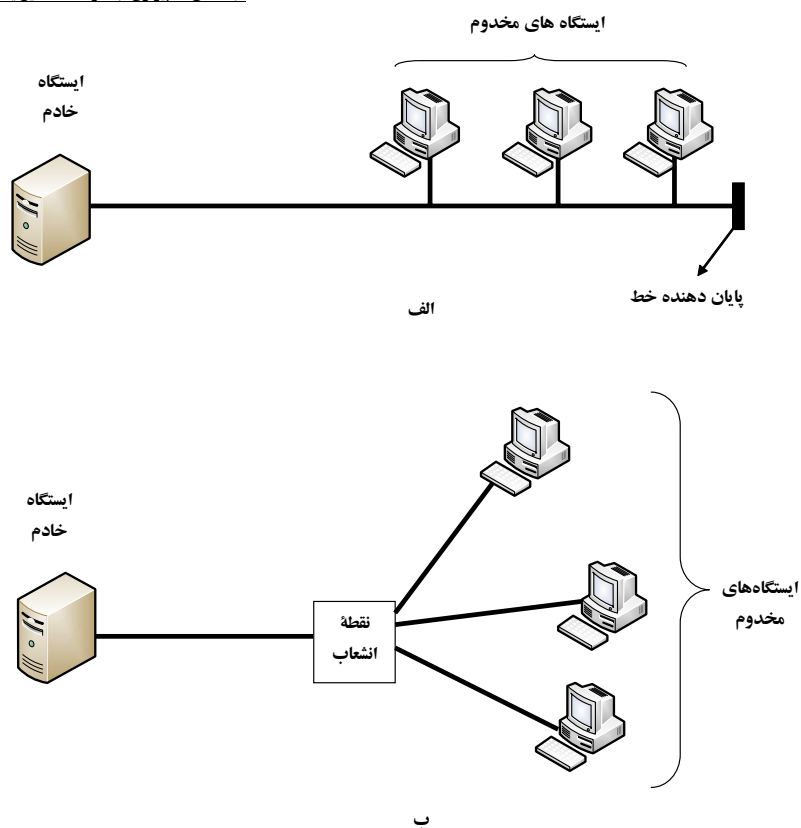 ایستگاه های مخدوم
ایستگاه
خادم
پایان دهنده خط
الف
ایستگاه
خادم
نقطهٔ
انشعاب
ایستگاه‌های
مخدوم
ب